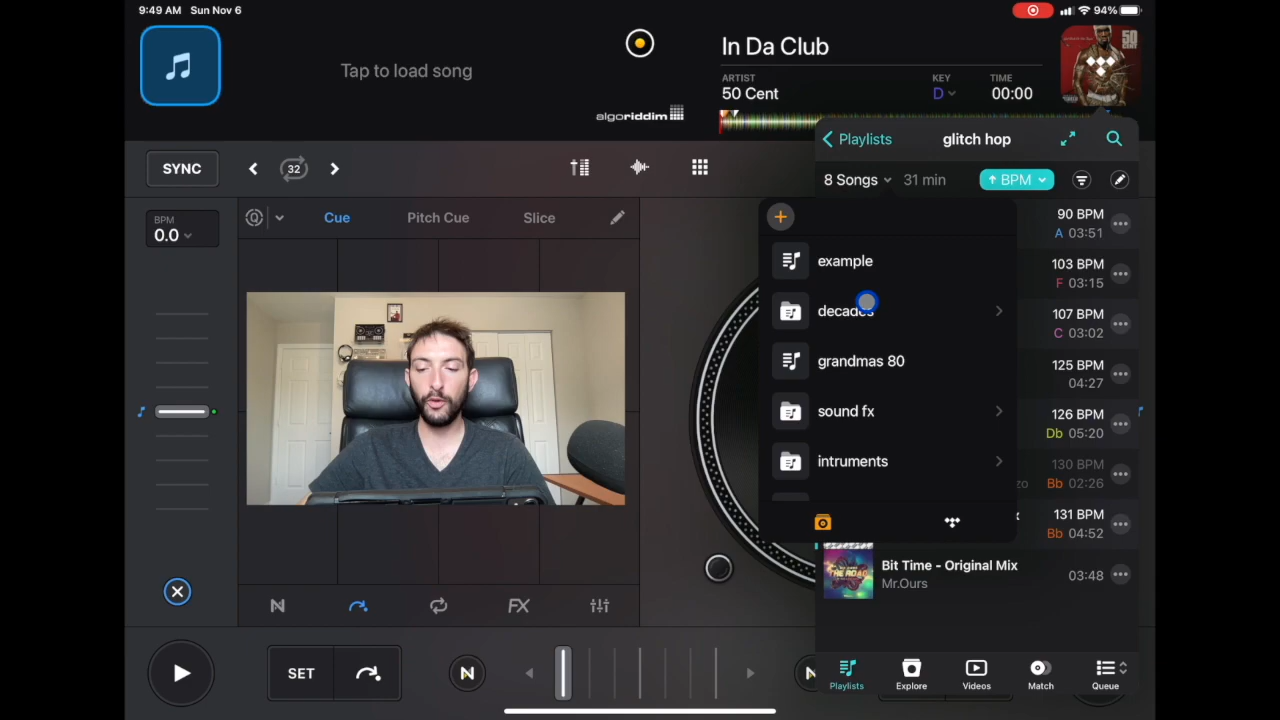 9:49 AM Sun Nov 6
94%
Tap to load song
algoriddim
In Da Club
ARTIST
50 Cent
KEY
D
TIME
00:00
50
CENT
SYNC
32
Playlists
glitch hop
8 Songs
31 min
BPM
BPM
0.0
Cue
Pitch Cue
Slice
example
decades
grandmas 80
sound fx
intruments
90 BPM
A 03:51
103 BPM
F 03:15
107 BPM
C 03:02
125 BPM
04:27
126 BPM
Db 05:20
130 BPM
zo Bb 02:26
x 131 BPM
Bb 04:52
Bit Time - Original Mix
Mr.Ours
03:48
N
FX
SET
N
N
Playlists
Explore
Videos
Match
Queue